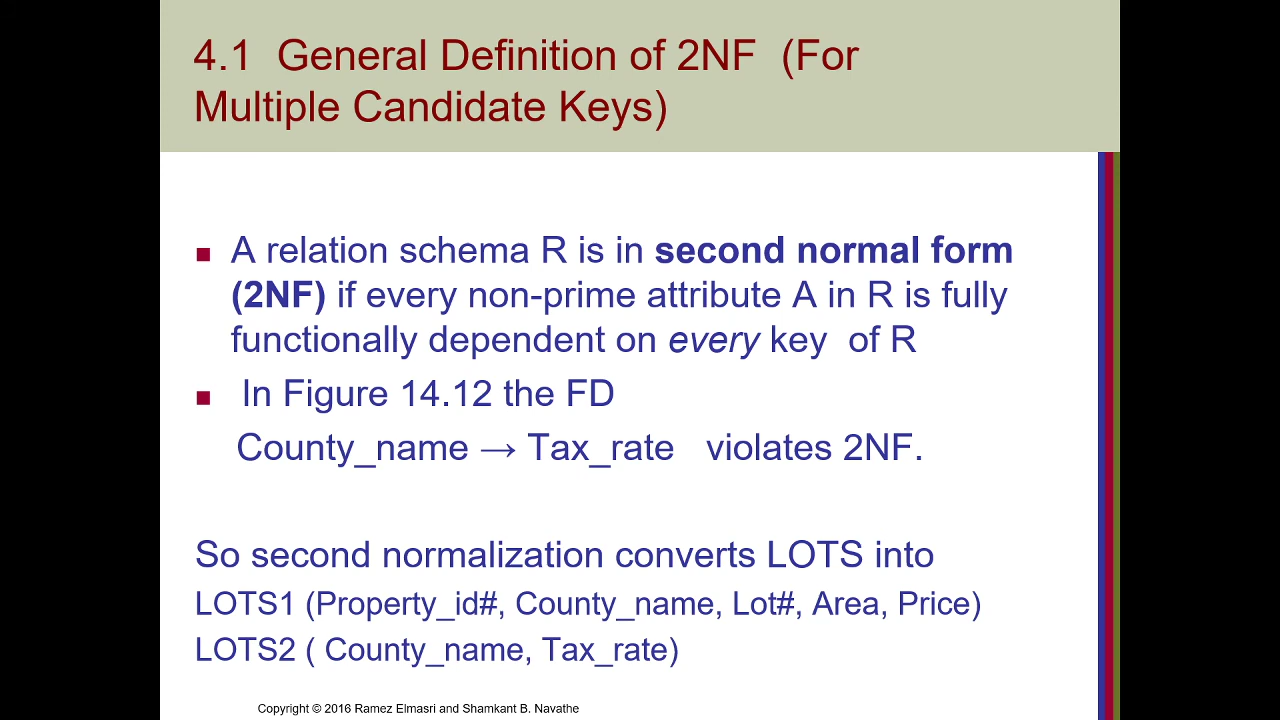 4.1 General Definition of 2NF (For
Multiple Candidate Keys)
A relation schema R is in second normal form
(2NF) if every non-prime attribute A in R is fully
functionally dependent on every key of R
In Figure 14.12 the FD
County_name → Tax_rate violates 2NF.
So second normalization converts LOTS into
LOTS1 (Property_id#, County_name, Lot#, Area, Price)
LOTS2 ( County_name, Tax_rate)
Copyright © 2016 Ramez Elmasri and Shamkant B. Navathe